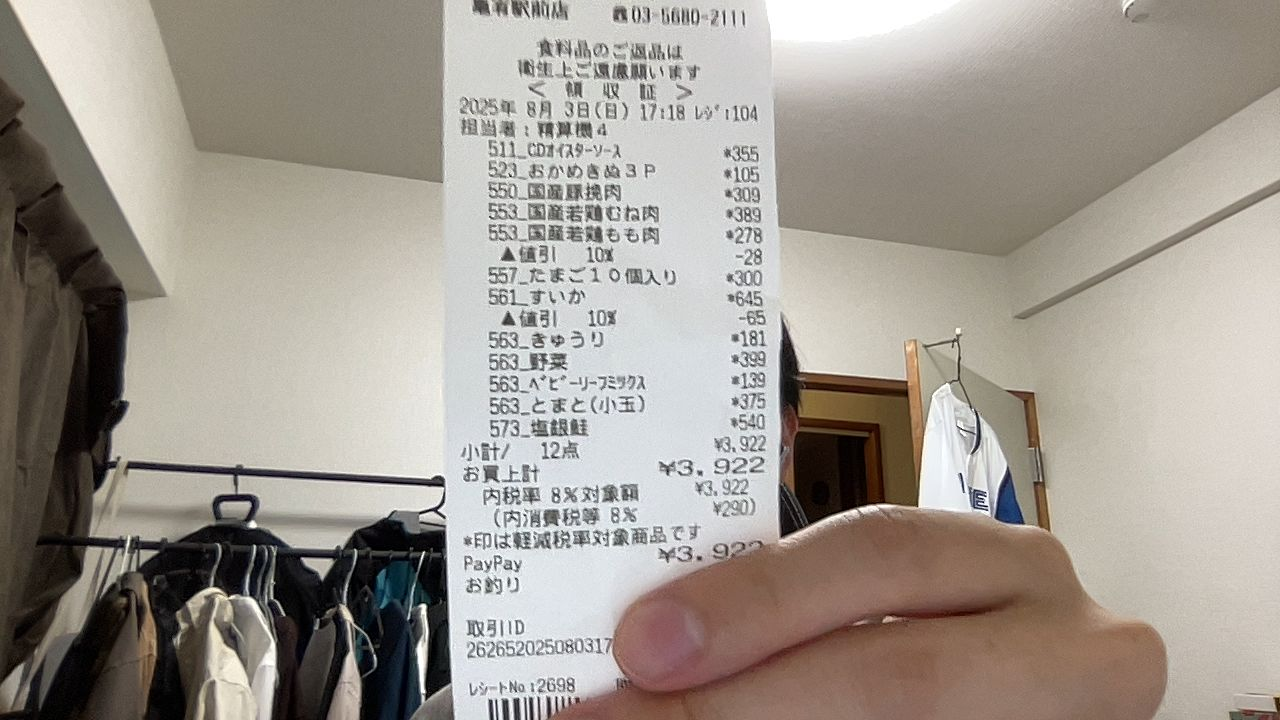 亀有駅前店 ☎03-5680-2111
食料品のご返品は
衛生上ご遠慮願います
< 領 収 証 >
2025年 8月 3日(日) 17:18 ﾚｼﾞ:104
担当者:精算機4
511_CDｵｲｽﾀｰｿｰｽ *355
523_おかめきぬ3P *105
550_国産豚挽肉 *309
553_国産若鶏むね肉 *389
553_国産若鶏もも肉 *278
▲値引 10% -28
557_たまご10個入り *300
561_すいか *645
▲値引 10% -65
563_きゅうり *181
563_野菜 *399
563_ﾍﾞﾋﾞｰﾘｰﾌﾐｯｸｽ *139
563_とまと(小玉) *375
573_塩銀鮭 *540
小計/ 12点 ¥3,922
お買上計 ¥3,922
内税率 8%対象額 ¥3,922
(内消費税等 8% ¥290)
*印は軽減税率対象商品です
PayPay ¥3,922
お釣り
取引ID
262652025080317
ﾚｼｰﾄNo:2698